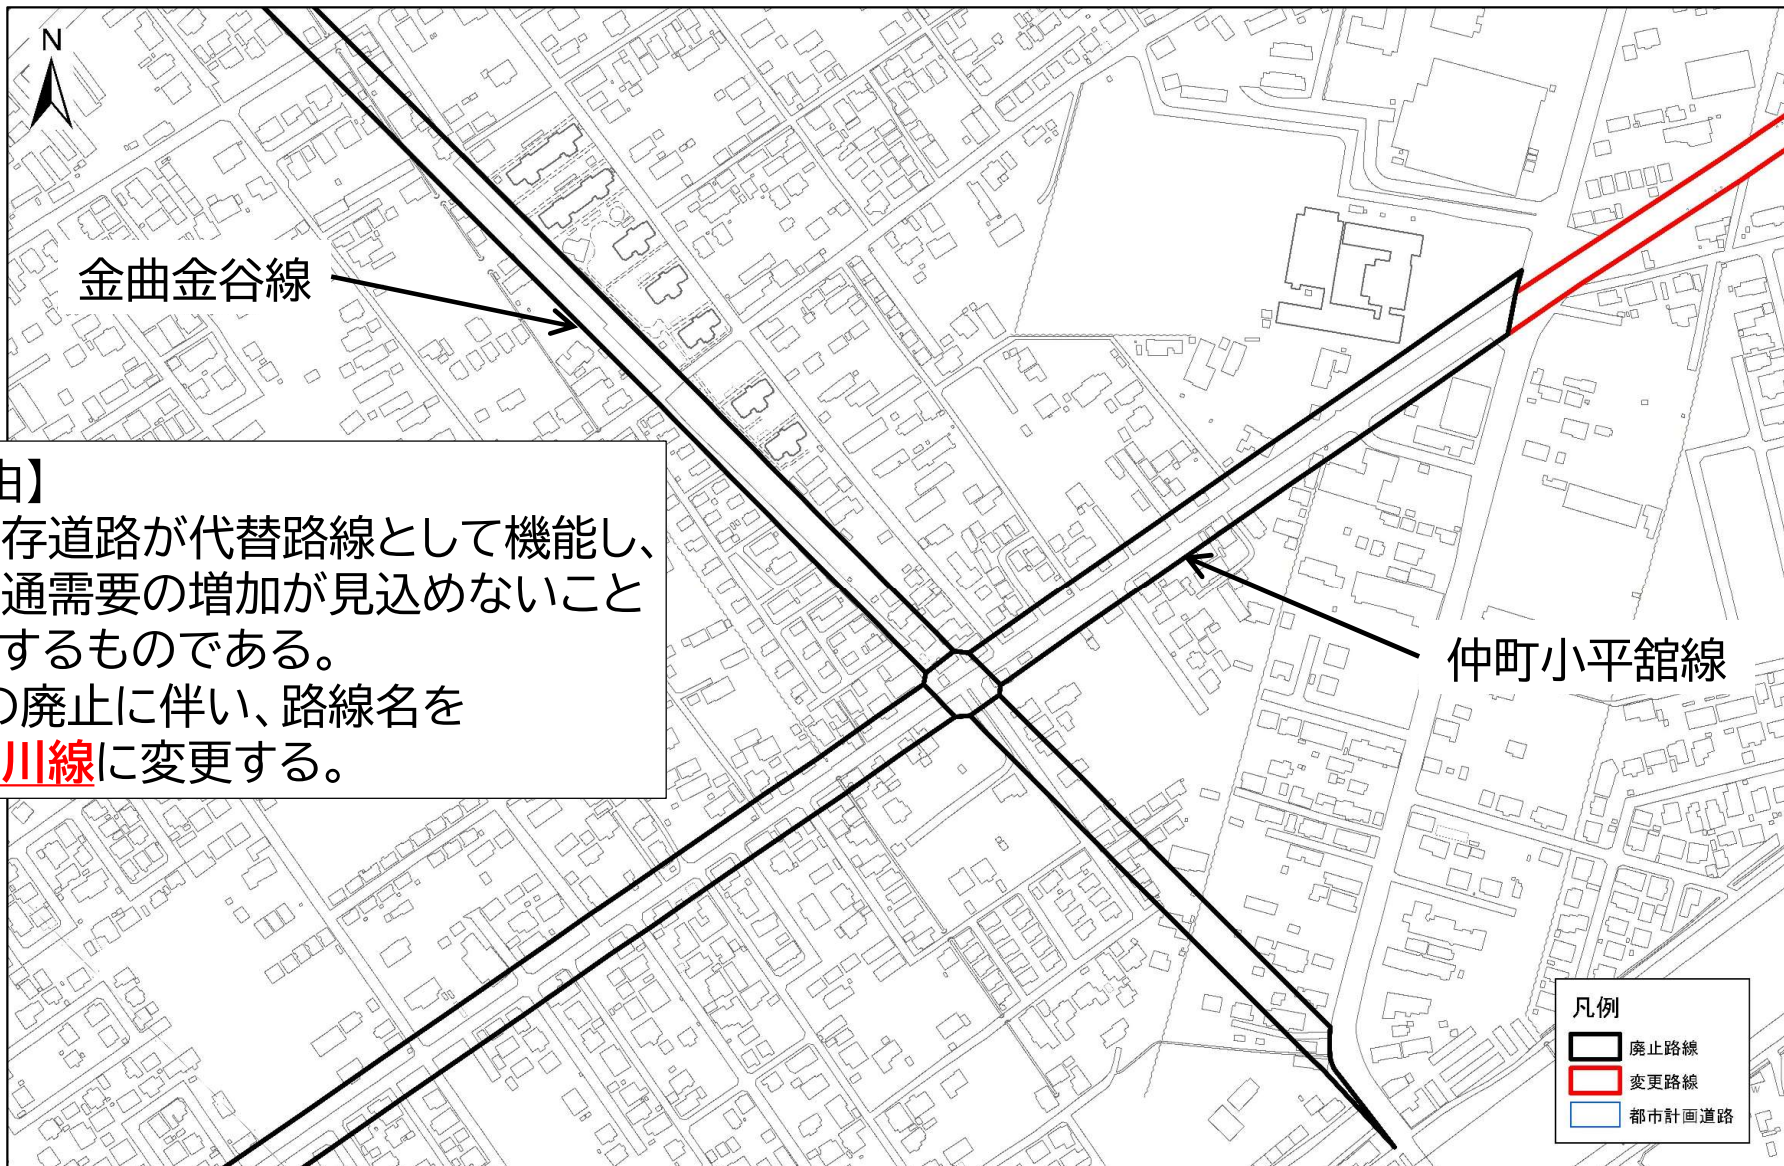 N
金曲金谷線
由】
存道路が代替路線として機能し、
通需要の増加が見込めないこと
するものである。
の廃止に伴い、路線名を
川線に変更する。
仲町小平舘線
凡例
廃止路線
変更路線
都市計画道路